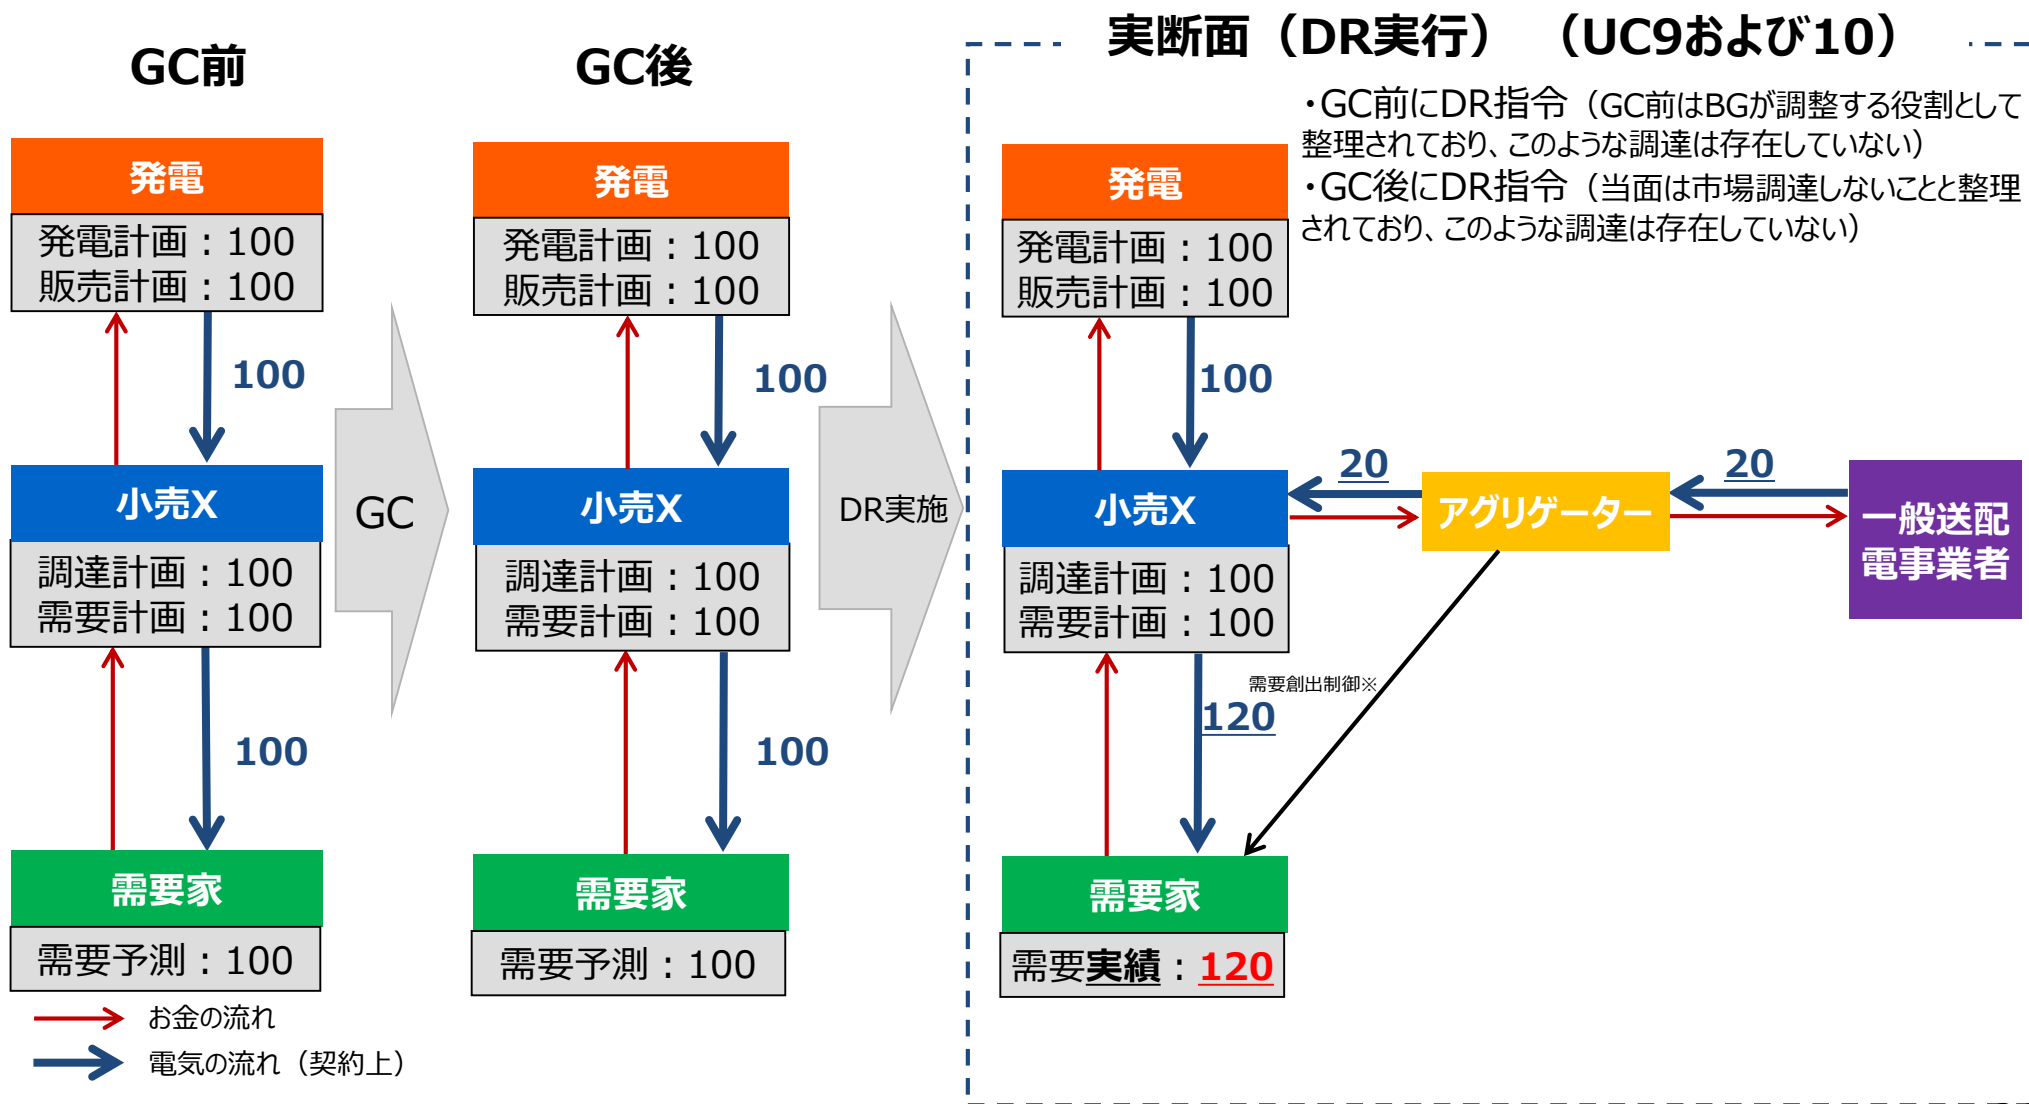 GC前
発電
発電計画：100
販売計画：100
100
小売X
調達計画：100
需要計画：100
100
需要家
需要予測：100
お金の流れ
電気の流れ（契約上）
GC
GC後
発電
発電計画：100
販売計画：100
100
小売X
調達計画：100
需要計画：100
100
需要家
需要予測：100
DR実施
実断面（DR実行）　（UC9および10）
・GC前にDR指令（GC前はBGが調整する役割として
整理されており、このような調達は存在していない）
・GC後にDR指令（当面は市場調達しないことと整理
されており、このような調達は存在していない）
発電
発電計画：100
販売計画：100
100
小売X
20
アグリゲーター
20
一般送配
電事業者
調達計画：100
需要計画：100
需要創出制御※
120
需要家
需要実績：120